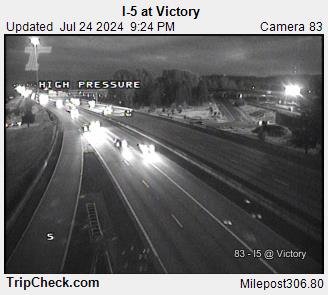 I-5 at Victory
Updated Jul 24 2024 9:24 PM Camera 83
HIGH PRESSURE
S
83 - I5 @ Victory
TripCheck.com Milepost306.80